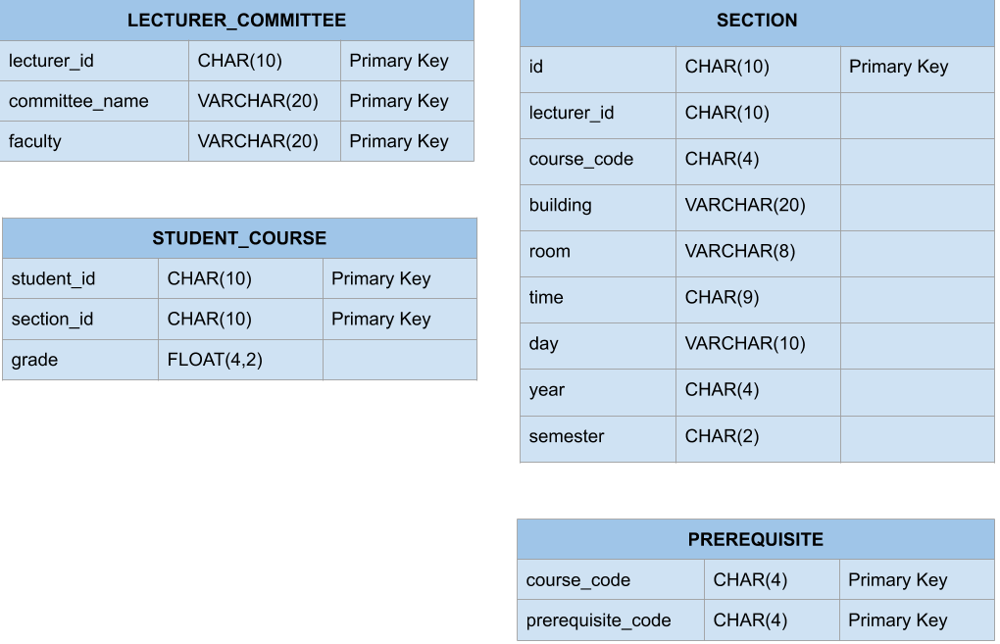 LECTURER_COMMITTEE
lecturer_id CHAR(10) Primary Key
committee_name VARCHAR(20) Primary Key
faculty VARCHAR(20) Primary Key
STUDENT_COURSE
student_id CHAR(10) Primary Key
section_id CHAR(10) Primary Key
grade FLOAT(4,2)
SECTION
id CHAR(10) Primary Key
lecturer_id CHAR(10)
course_code CHAR(4)
building VARCHAR(20)
room VARCHAR(8)
time CHAR(9)
day VARCHAR(10)
year CHAR(4)
semester CHAR(2)
PREREQUISITE
course_code CHAR(4) Primary Key
prerequisite_code CHAR(4) Primary Key